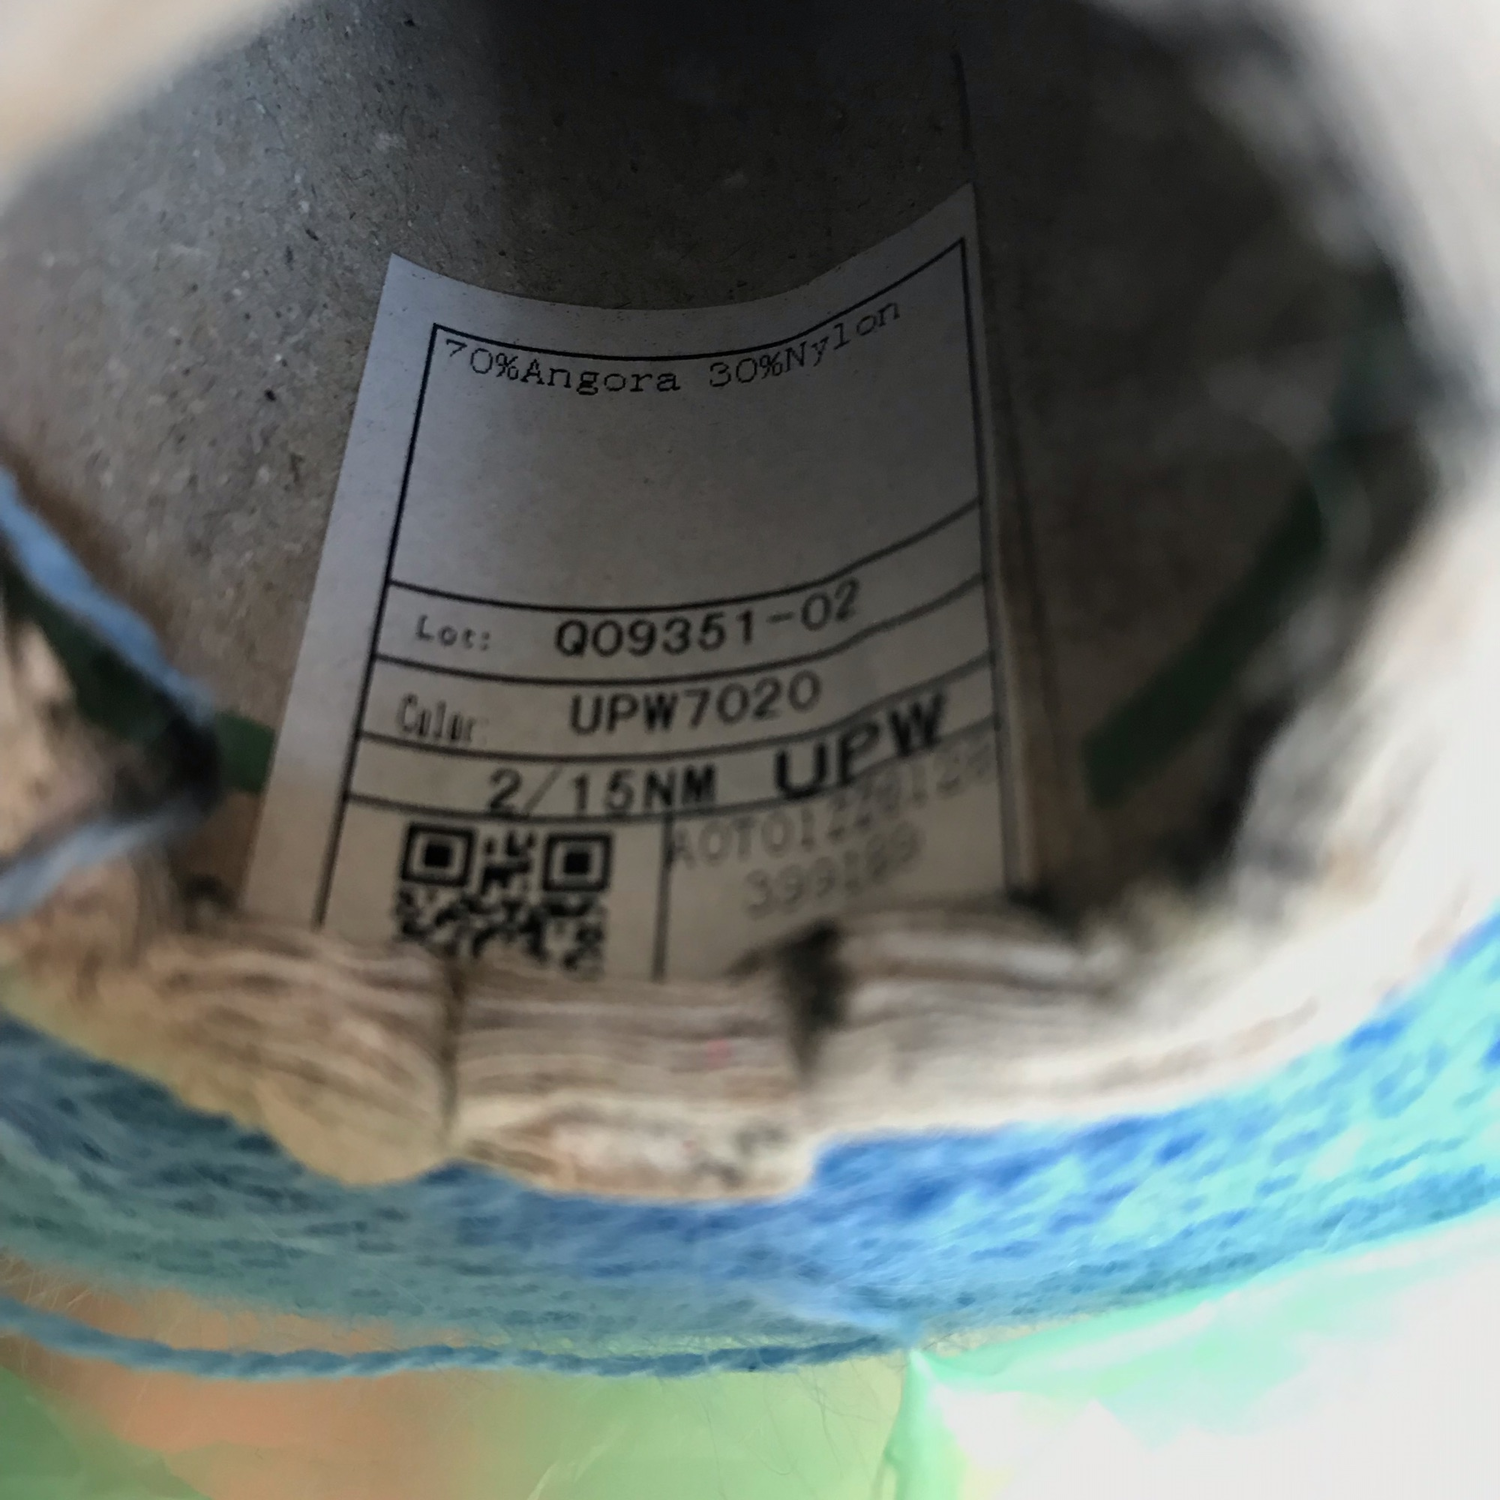 70%Angora 30%Nylon
Lot: Q09351-02
Color: UPW7020
2/15NM UPW